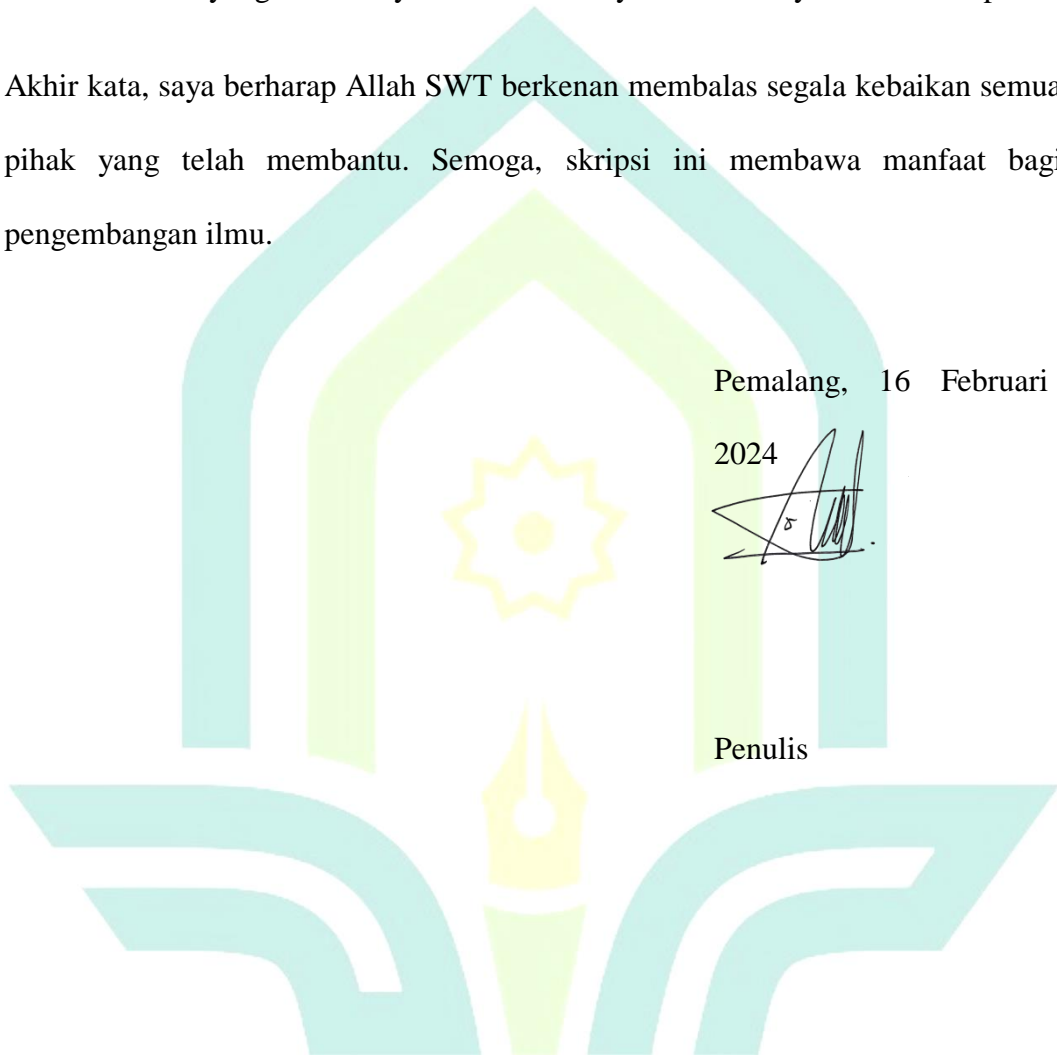 Akhir kata, saya berharap Allah SWT berkenan membalas segala kebaikan semua
pihak yang telah membantu. Semoga, skripsi ini membawa manfaat bagi
pengembangan ilmu.
Pemalang, 16 Februari
2024
Penulis